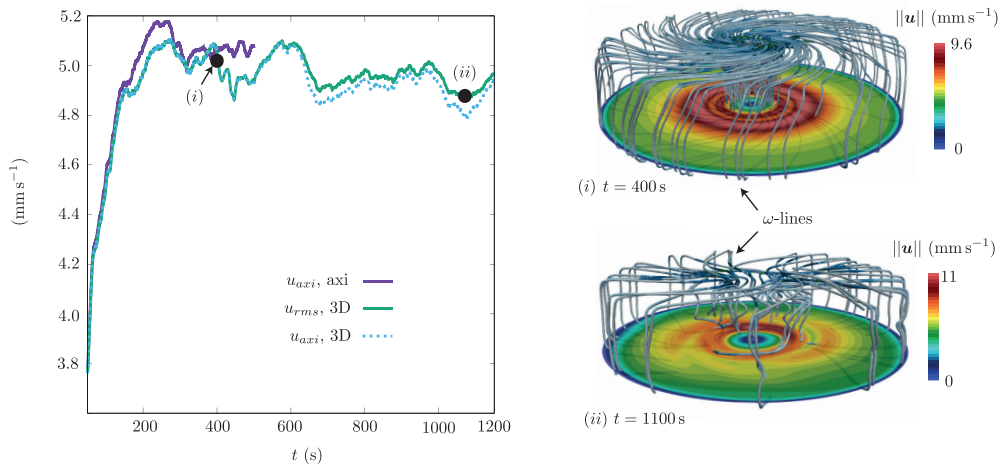 5.2
5.0
4.8
4.6
4.4
4.2
4.0
3.8
(mm s⁻¹)
200 400 600 800 1000 1200
t (s)
(i)
(ii)
u_axi, axi
u_rms, 3D
u_axi, 3D
||u|| (mm s⁻¹)
9.6
0
(i) t = 400 s
ω-lines
||u|| (mm s⁻¹)
11
0
(ii) t = 1100 s